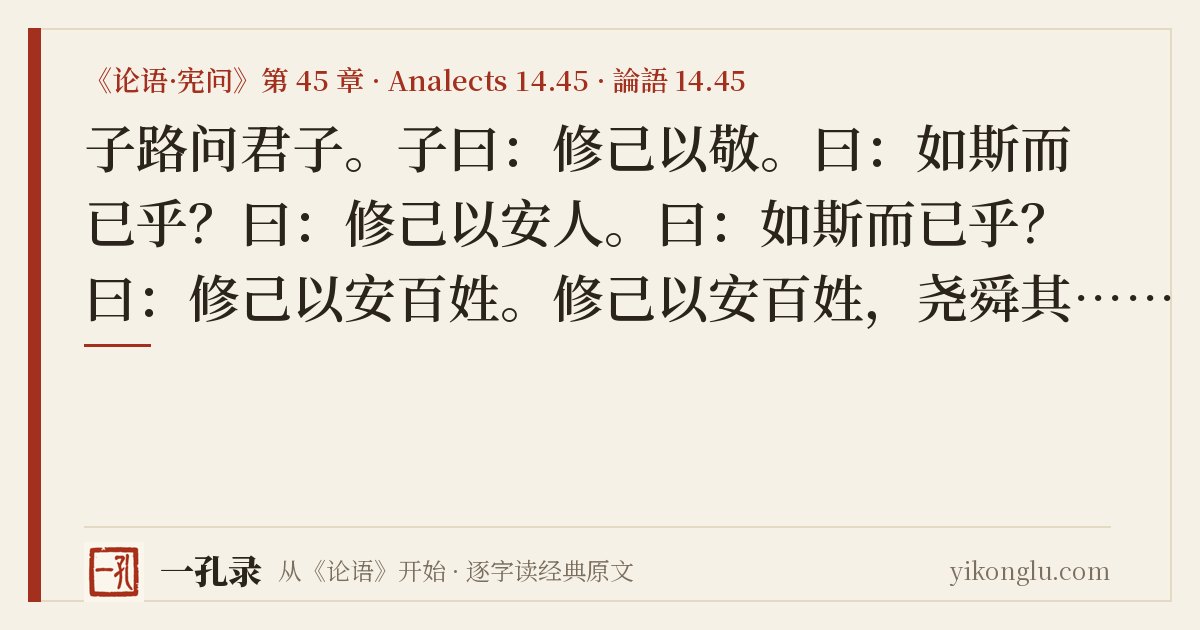 《论语·宪问》第 45 章 · Analects 14.45 · 論語 14.45
子路问君子。子曰：修己以敬。曰：如斯而
已乎？曰：修己以安人。曰：如斯而已乎？
曰：修己以安百姓。修己以安百姓，尧舜其……
一孔
一孔录 从《论语》开始 · 逐字读经典原文 yikonglu.com